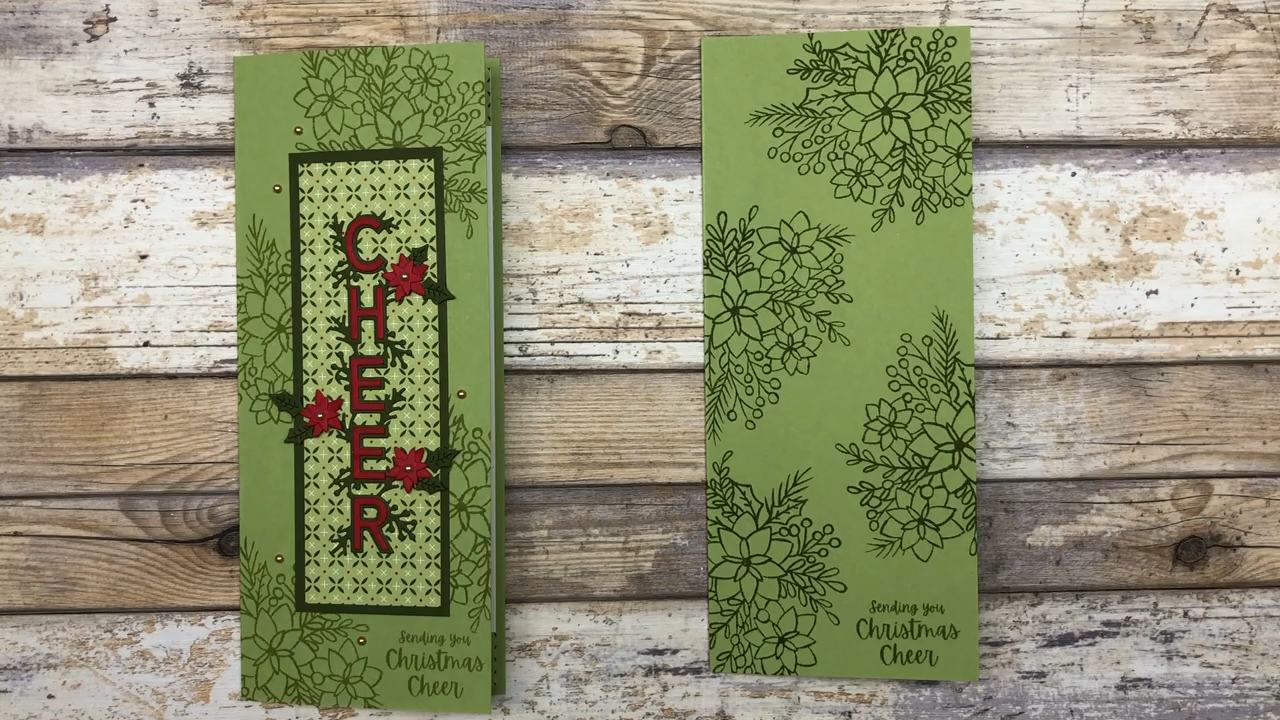 CHEER
Sending you
Christmas
Cheer
Sending you
Christmas
Cheer